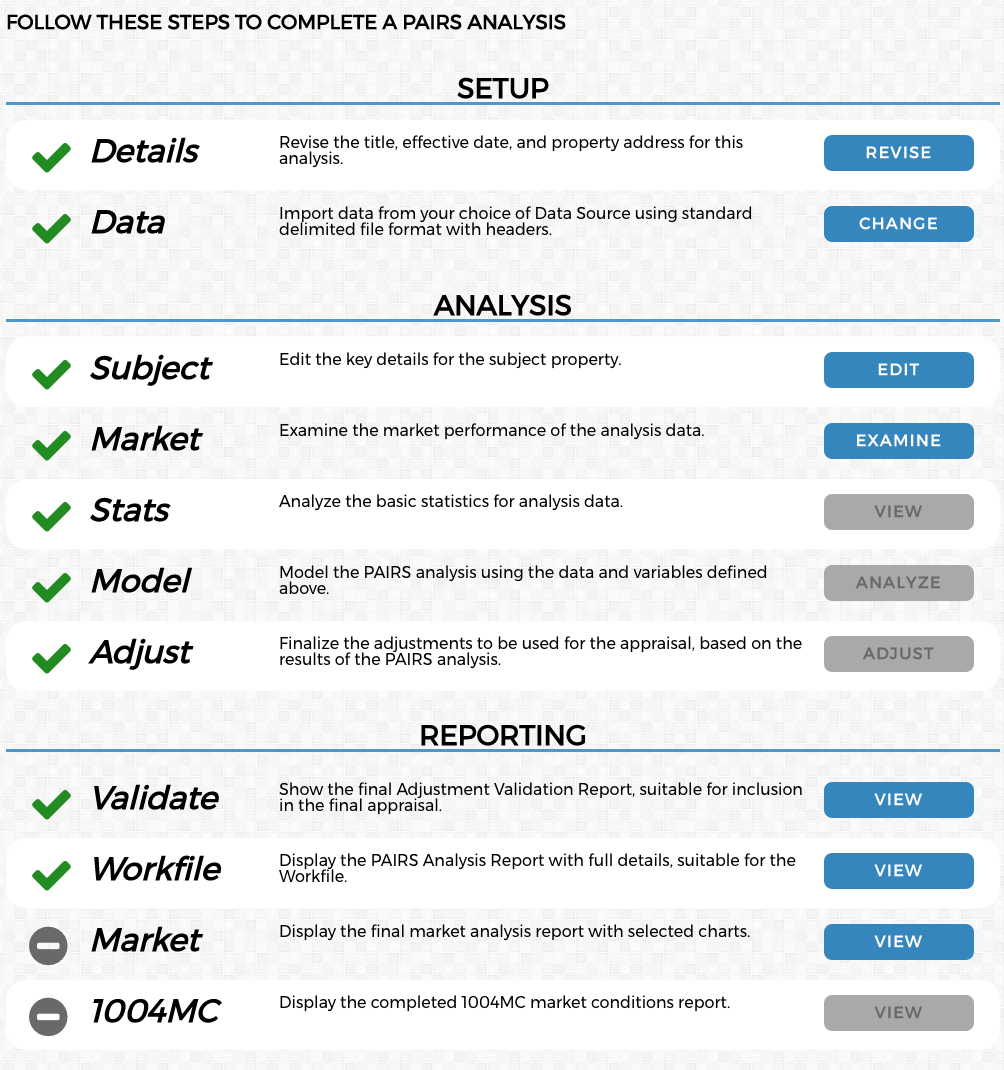 FOLLOW THESE STEPS TO COMPLETE A PAIRS ANALYSIS
SETUP
Details
Revise the title, effective date, and property address for this
analysis.
REVISE
Data
Import data from your choice of Data Source using standard
delimited file format with headers.
CHANGE
ANALYSIS
Subject
Edit the key details for the subject property.
EDIT
Market
Examine the market performance of the analysis data.
EXAMINE
Stats
Analyze the basic statistics for analysis data.
VIEW
Model
Model the PAIRS analysis using the data and variables defined
above.
ANALYZE
Adjust
Finalize the adjustments to be used for the appraisal, based on the
results of the PAIRS analysis.
ADJUST
REPORTING
Validate
Show the final Adjustment Validation Report, suitable for inclusion
in the final appraisal.
VIEW
Workfile
Display the PAIRS Analysis Report with full details, suitable for the
Workfile.
VIEW
Market
Display the final market analysis report with selected charts.
VIEW
1004MC
Display the completed 1004MC market conditions report.
VIEW